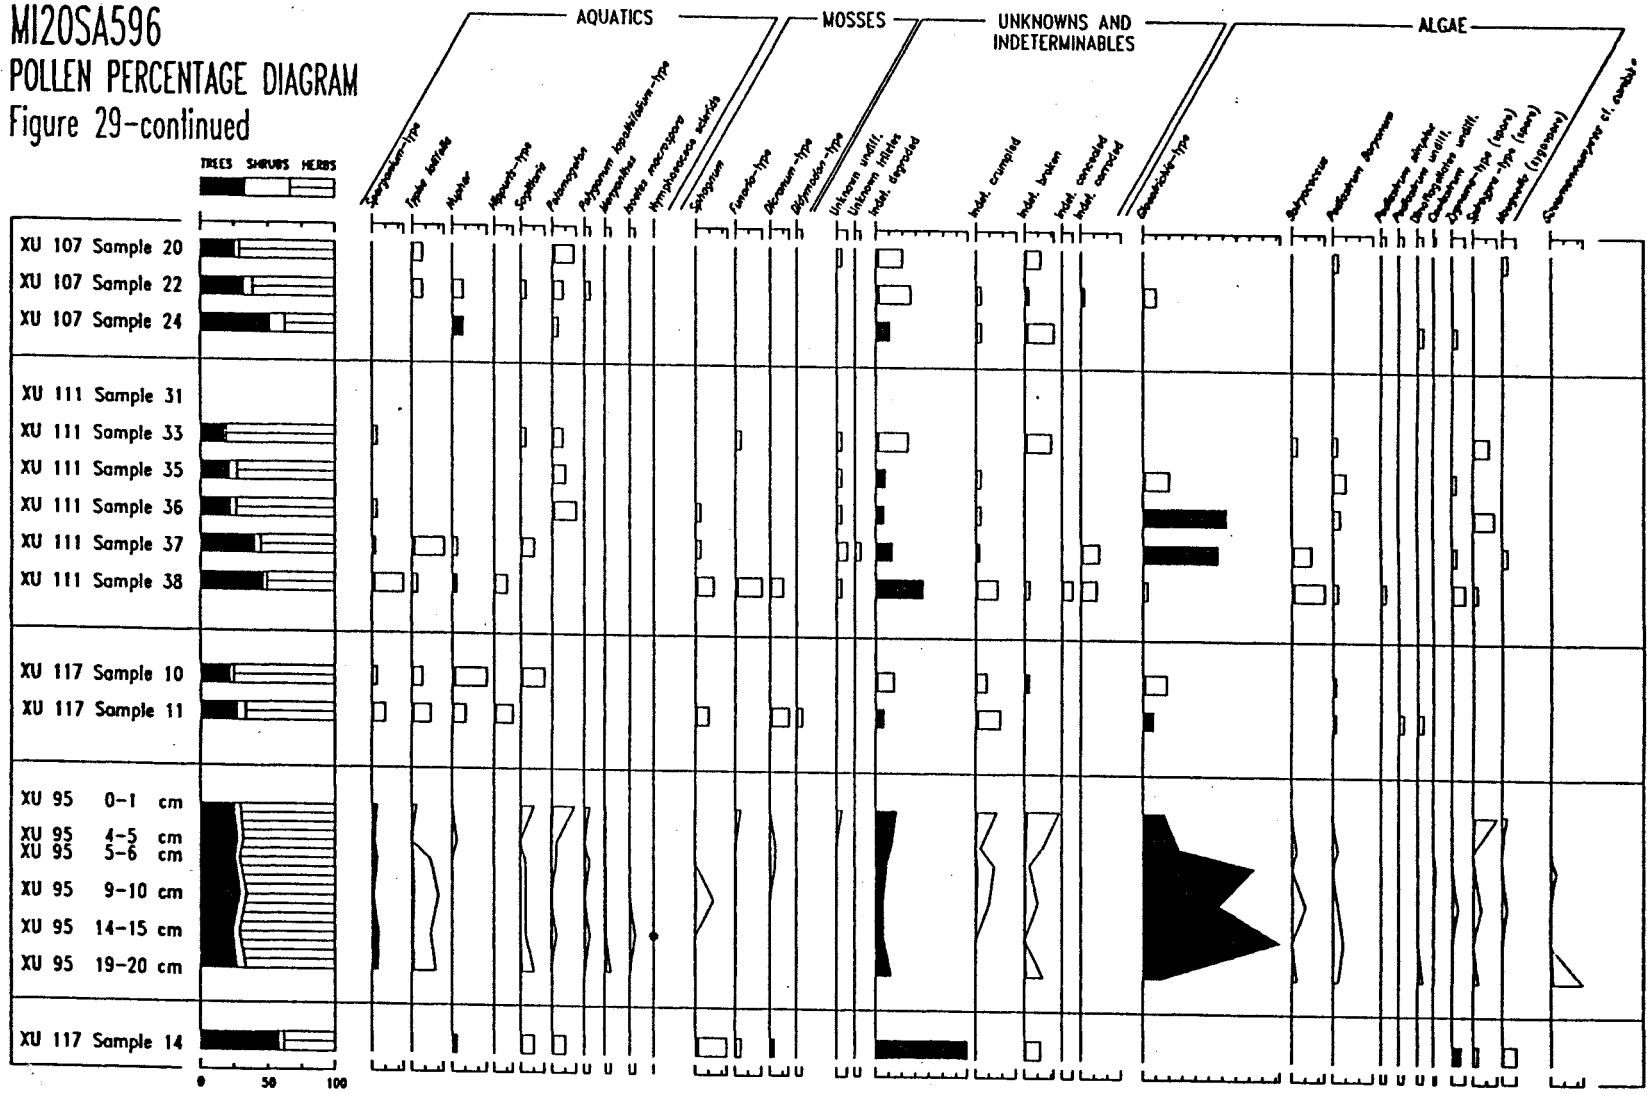 MI20SA596
POLLEN PERCENTAGE DIAGRAM
Figure 29-continued
AQUATICS
MOSSES
UNKNOWNS AND
INDETERMINABLES
ALGAE
TREES SHRUBS HERBS
Sparganium-type
Typha latifolia
Nuphar
Hippuris-type
Sagittaria
Potamogeton
Polygonum lapathifolium-type
Menyanthes
Isoetes macrospora
Nymphaeaceae sclerids
Sphagnum
Funaria-type
Dicranum-type
Didymodon-type
Unknown undiff.
Unknown triletes
Indet. degraded
Indet. crumpled
Indet. broken
Indet. concealed
Indet. corroded
Gloeotrichia-type
Botryococcus
Pediastrum Boryanum
Pediastrum simplex
Pediastrum undiff.
Dinoflagellates undiff.
Cosmarium
Zygnema-type (spore)
Spirogyra-type (spore)
Mougeotia (zygospore)
XU 107 Sample 20
XU 107 Sample 22
XU 107 Sample 24
XU 111 Sample 31
XU 111 Sample 33
XU 111 Sample 35
XU 111 Sample 36
XU 111 Sample 37
XU 111 Sample 38
XU 117 Sample 10
XU 117 Sample 11
XU 95 0-1 cm
XU 95 4-5 cm
XU 95 5-6 cm
XU 95 9-10 cm
XU 95 14-15 cm
XU 95 19-20 cm
XU 117 Sample 14
0 50 100